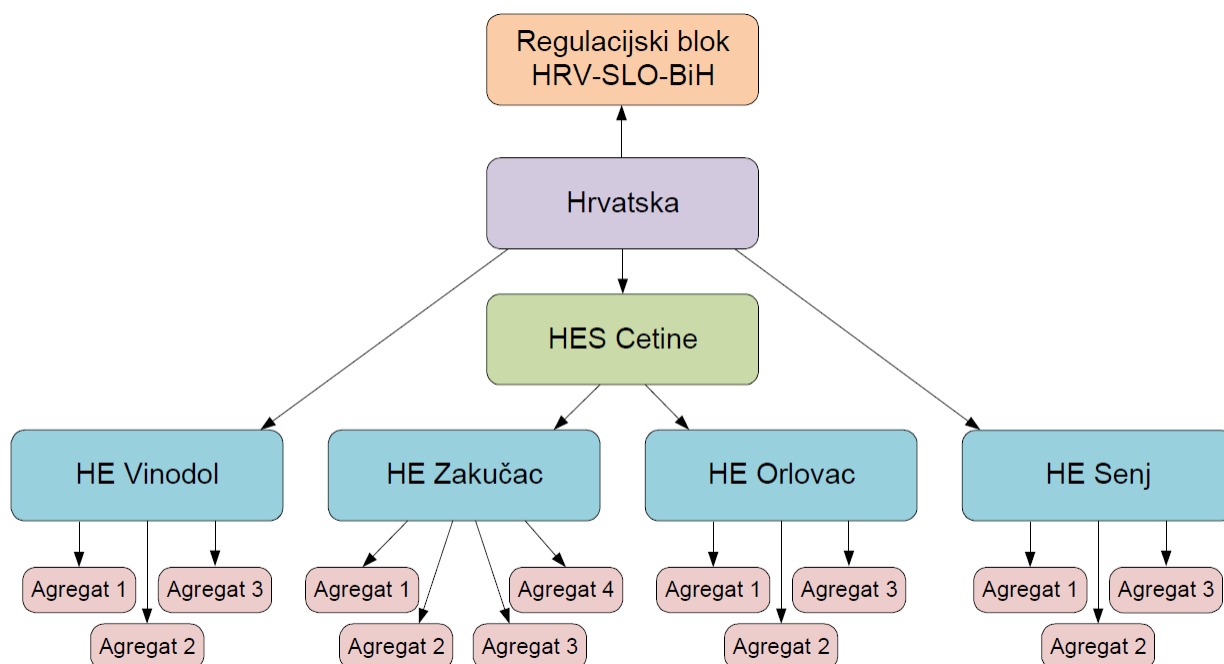 Regulacijski blok
HRV-SLO-BiH
Hrvatska
HES Cetine
HE Vinodol
HE Zakučac
HE Orlovac
HE Senj
Agregat 1
Agregat 3
Agregat 2
Agregat 1
Agregat 4
Agregat 2
Agregat 3
Agregat 1
Agregat 3
Agregat 2
Agregat 1
Agregat 3
Agregat 2